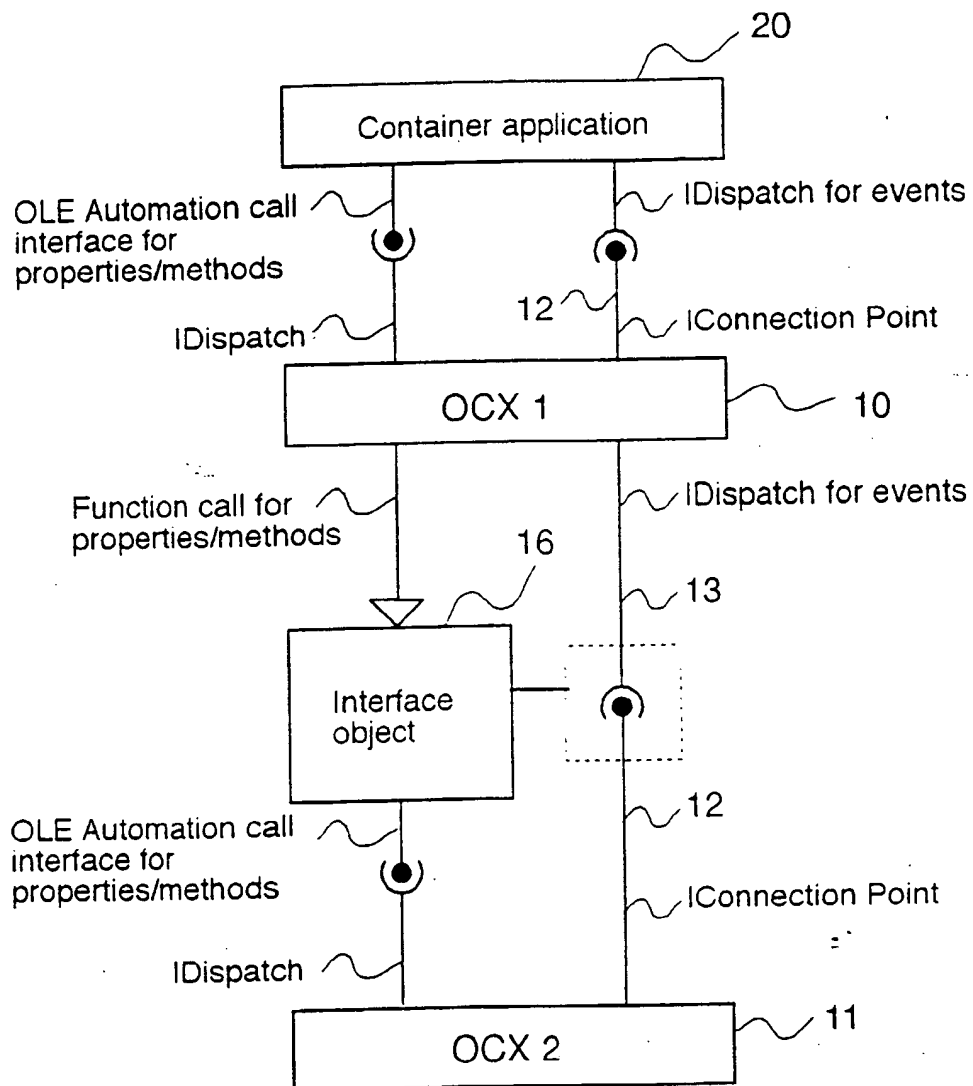 20
Container application
OLE Automation call
interface for
properties/methods
IDispatch for events
12
IDispatch
IConnection Point
OCX 1
10
Function call for
properties/methods
IDispatch for events
16
13
Interface
object
12
OLE Automation call
interface for
properties/methods
IConnection Point
IDispatch
11
OCX 2